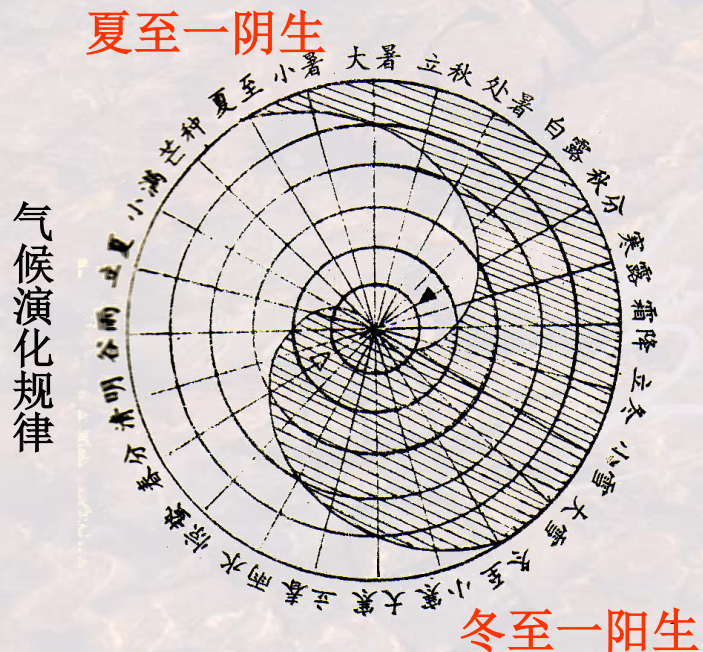 夏至一阴生
小暑 大暑 立秋 处暑 白露 秋分 寒露 霜降 立冬 小雪 大雪 冬至 小寒 大寒 立春 雨水 惊蛰 春分 清明 谷雨 立夏 小满 芒种 夏至
气候演化规律
冬至一阳生